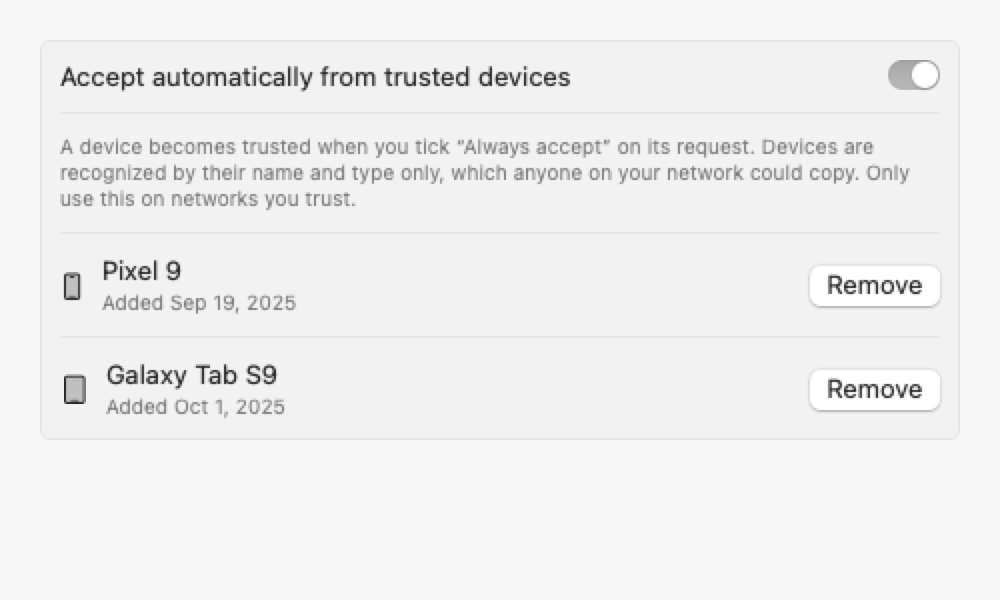 Accept automatically from trusted devices
A device becomes trusted when you tick “Always accept” on its request. Devices are
recognized by their name and type only, which anyone on your network could copy. Only
use this on networks you trust.
Pixel 9
Added Sep 19, 2025
Remove
Galaxy Tab S9
Added Oct 1, 2025
Remove